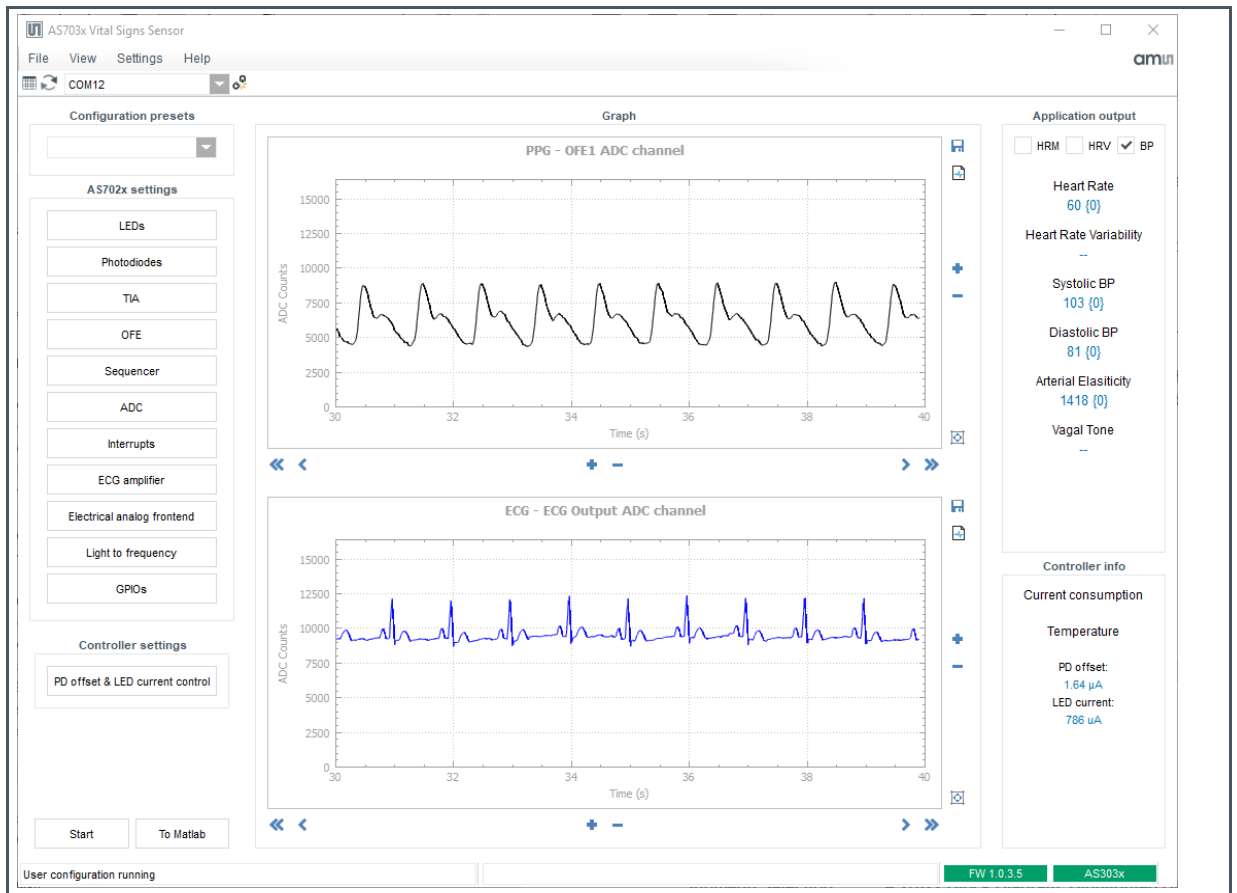 AS703x Vital Signs Sensor
File View Settings Help
amu
COM12
Configuration presets
AS702x settings
LEDs
Photodiodes
TIA
OFE
Sequencer
ADC
Interrupts
ECG amplifier
Electrical analog frontend
Light to frequency
GPIOs
Controller settings
PD offset & LED current control
Start To Matlab
Graph
PPG - OFE1 ADC channel
ADC Counts
15000
12500
10000
7500
5000
2500
0
30 32 34 36 38 40
Time (s)
ECG - ECG Output ADC channel
ADC Counts
15000
12500
10000
7500
5000
2500
0
30 32 34 36 38 40
Time (s)
Application output
HRM HRV BP
Heart Rate
60 {0}
Heart Rate Variability
--
Systolic BP
103 {0}
Diastolic BP
81 {0}
Arterial Elasiticity
1418 {0}
Vagal Tone
--
Controller info
Current consumption
Temperature
PD offset:
1.64 µA
LED current:
786 uA
User configuration running
FW 1.0.3.5 AS303x